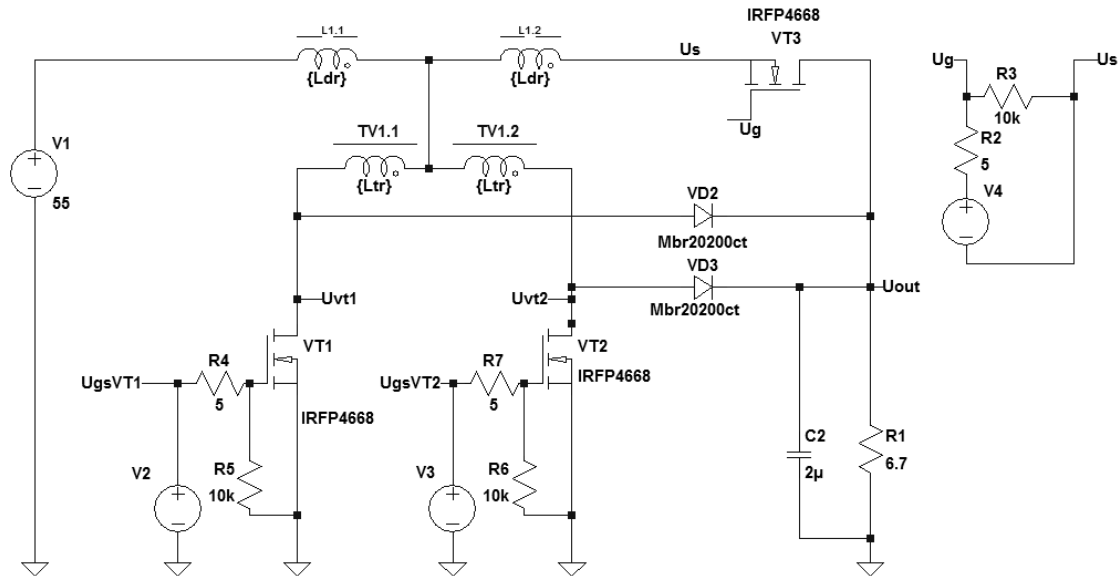 IRFP4668
VT3
L1.1
{Ldr}
L1.2
{Ldr}
Us
Ug
Ug
Us
R3
10k
R2
5
V4
V1
55
TV1.1
{Ltr}
TV1.2
{Ltr}
VD2
Mbr20200ct
VD3
Mbr20200ct
Uout
Uvt1
Uvt2
VT1
IRFP4668
VT2
IRFP4668
UgsVT1
R4
5
UgsVT2
R7
5
V2
R5
10k
V3
R6
10k
C2
2µ
R1
6.7